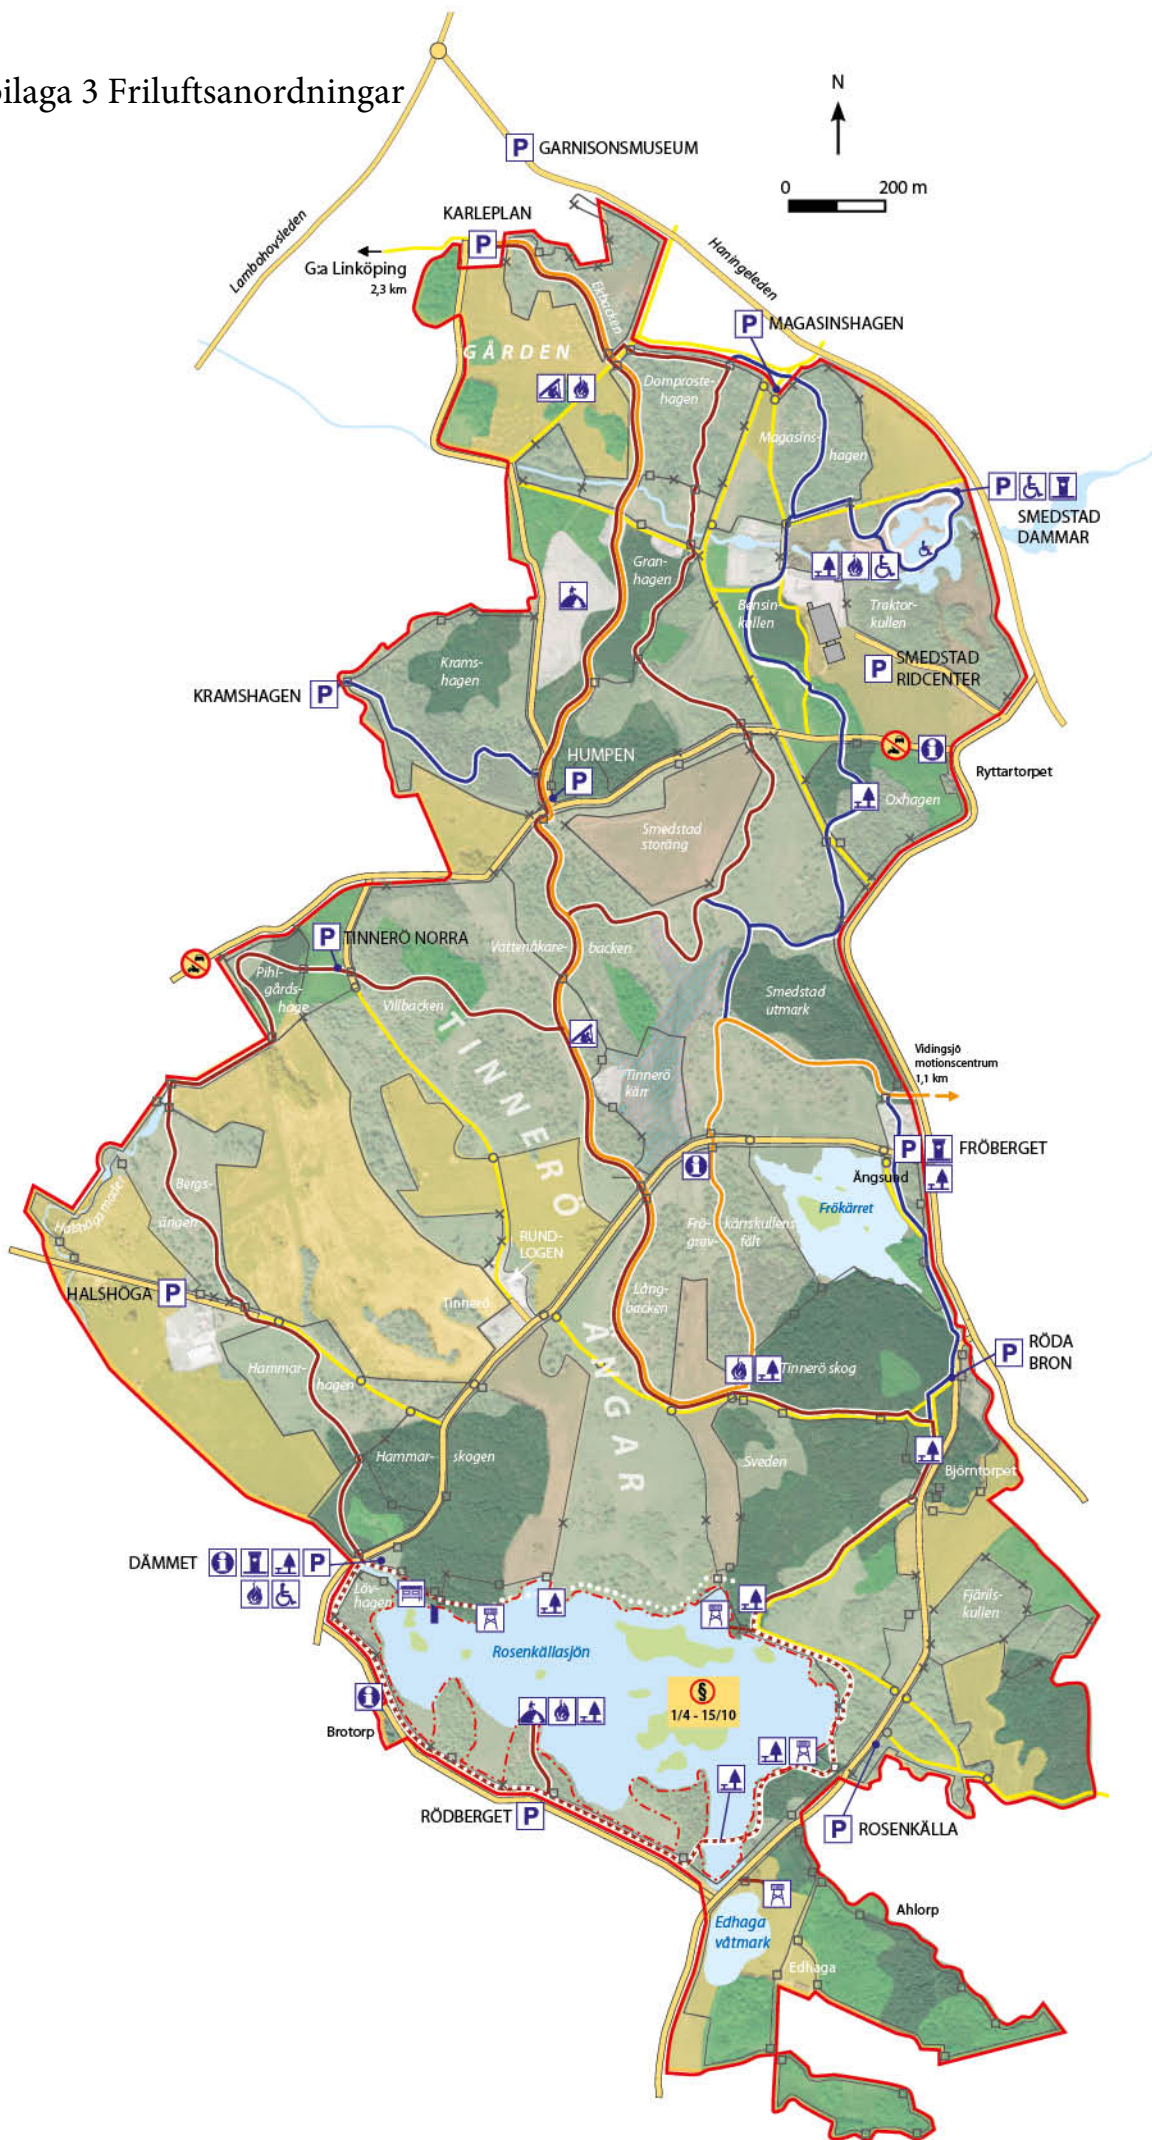 bilaga 3 Friluftsanordningar
N
0 200 m
P GARNISONSMUSEUM
KARLEPLAN
P
G:a Linköping
2,3 km
Lambohovsleden
Haningeleden
Ekbacken
P MAGASINSHAGEN
GÅRDEN
Domproste-
hagen
Magasins-
hagen
P
SMEDSTAD
DAMMAR
Gran-
hagen
Bensin-
kullen
Traktor-
kullen
Krams-
hagen
P SMEDSTAD
RIDCENTER
KRAMSHAGEN P
HUMPEN
P
Ryttartorpet
Oxhagen
Smedstad
storäng
P TINNERÖ NORRA
Vattenåkare-
backen
Pihl-
gårds-
hage
Villbacken
Smedstad
utmark
TINNERÖ
Tinnerö
kärr
Vidingsjö
motionscentrum
1,1 km
P FRÖBERGET
Ängsund
Halshöga made
Bergs-
ängen
Frökärret
Frö-
kärrskullens
grav-
fält
RUND-
LOGEN
HALSHÖGA P
Tinnerö
Lång-
backen
ÄNGAR
P RÖDA
BRON
Hammar-
hagen
Tinnerö skog
Hammar-
skogen
Sveden
Björntorpet
DÄMMET P
Löv-
hagen
Fjärils-
kullen
Rosenkällasjön
§
1/4 - 15/10
Brotorp
RÖDBERGET P
P ROSENKÄLLA
Edhaga
våtmark
Ahlorp
Edhaga